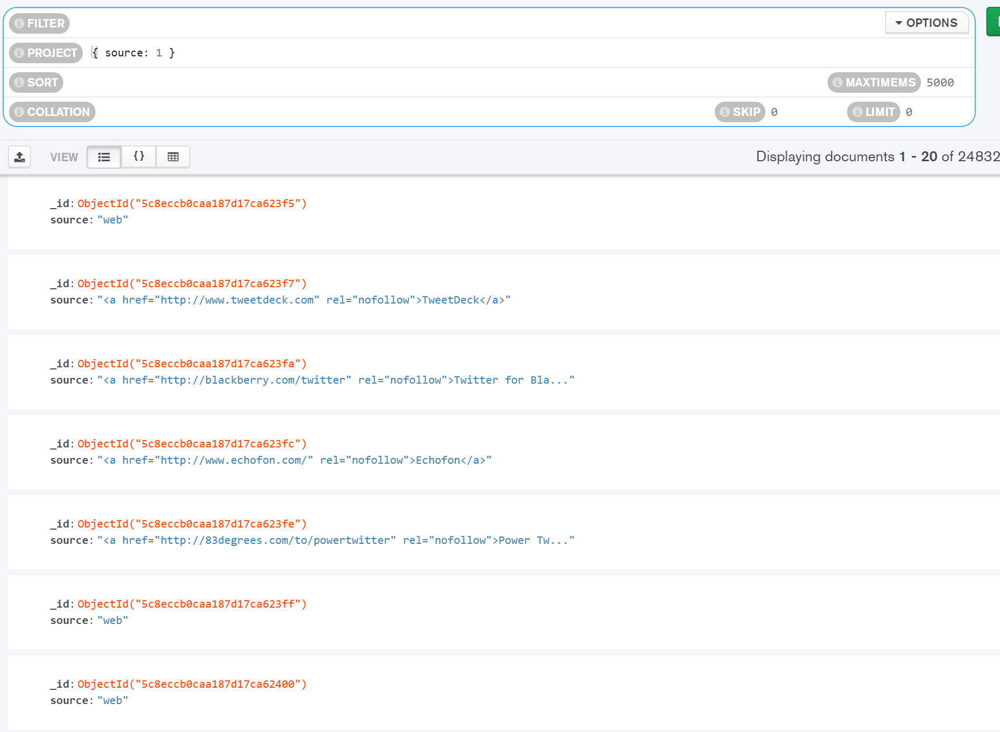 FILTER
OPTIONS
PROJECT { source: 1 }
SORT
MAXTIMEMS 5000
COLLATION
SKIP 0
LIMIT 0
VIEW {}
Displaying documents 1 - 20 of 24832
_id: ObjectId("5c8eccb0caa187d17ca623f5")
source: "web"
_id: ObjectId("5c8eccb0caa187d17ca623f7")
source: "<a href="http://www.tweetdeck.com" rel="nofollow">TweetDeck</a>"
_id: ObjectId("5c8eccb0caa187d17ca623fa")
source: "<a href="http://blackberry.com/twitter" rel="nofollow">Twitter for Bla..."
_id: ObjectId("5c8eccb0caa187d17ca623fc")
source: "<a href="http://www.echofon.com/" rel="nofollow">Echofon</a>"
_id: ObjectId("5c8eccb0caa187d17ca623fe")
source: "<a href="http://83degrees.com/to/powertwitter" rel="nofollow">Power Tw..."
_id: ObjectId("5c8eccb0caa187d17ca623ff")
source: "web"
_id: ObjectId("5c8eccb0caa187d17ca62400")
source: "web"